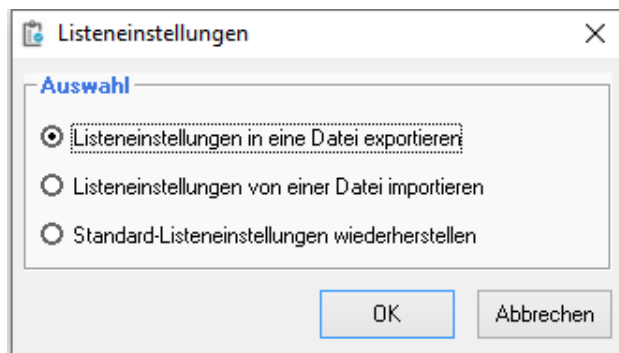 Listeneinstellungen
Auswahl
Listeneinstellungen in eine Datei exportieren
Listeneinstellungen von einer Datei importieren
Standard-Listeneinstellungen wiederherstellen
OK Abbrechen